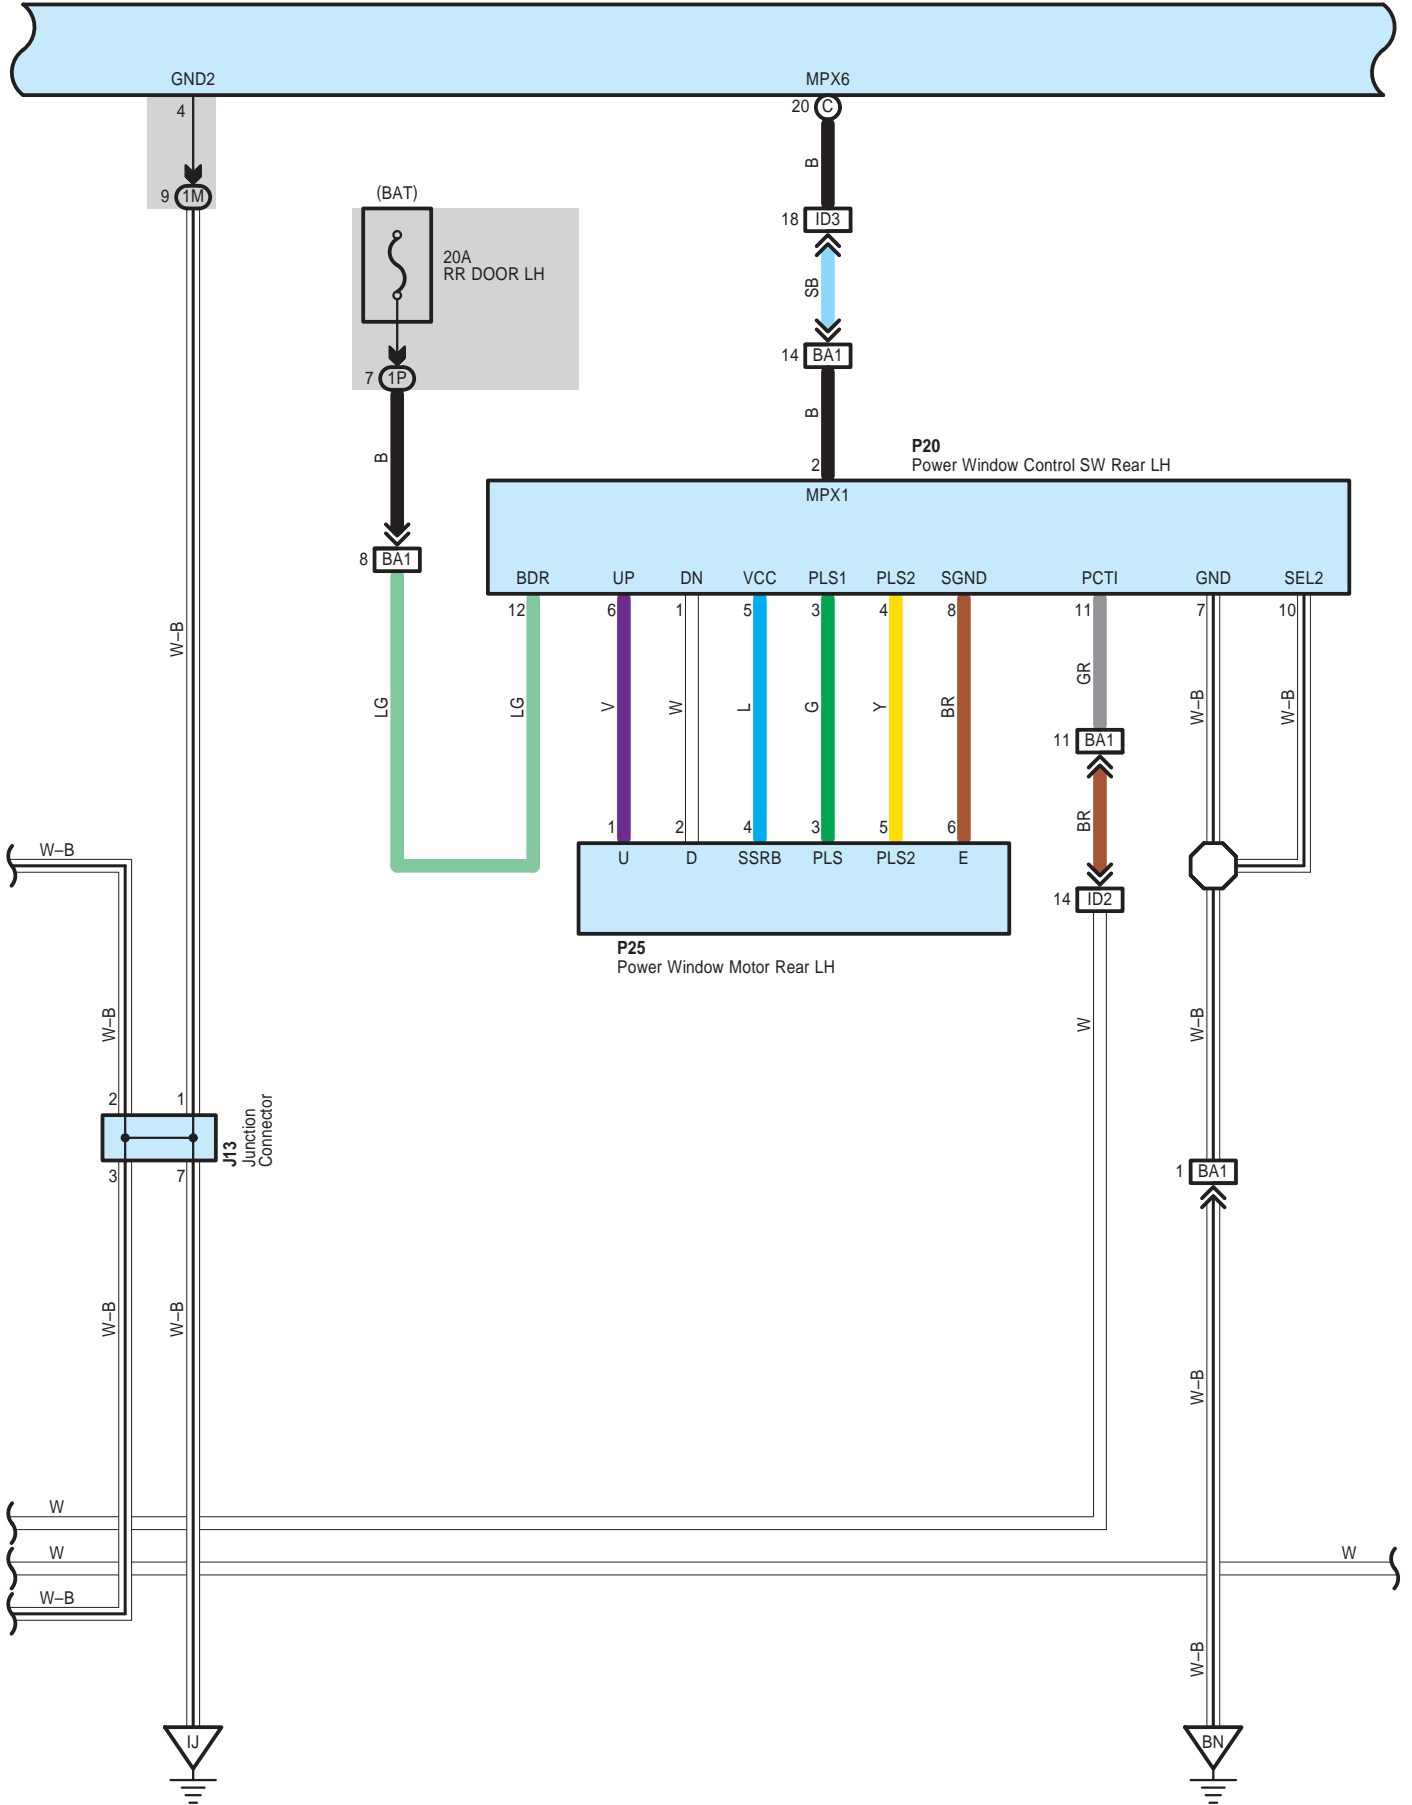 GND2
MPX6
4
20 C
B
9 1M
(BAT)
18 ID3
20A
RR DOOR LH
SB
14 BA1
7 1P
B
B
P20
Power Window Control SW Rear LH
2
MPX1
8 BA1
BDR UP DN VCC PLS1 PLS2 SGND PCTI GND SEL2
12 6 1 5 3 4 8 11 7 10
W–B
LG LG V W L G Y BR GR W–B W–B
11 BA1
BR
1 2 4 3 5 6
W–B
U D SSRB PLS PLS2 E
14 ID2
P25
Power Window Motor Rear LH
W–B
W
W–B
2 1
J13
Junction
Connector
3 7
1 BA1
W–B W–B
W–B
W
W W
W–B
W–B
IJ
BN